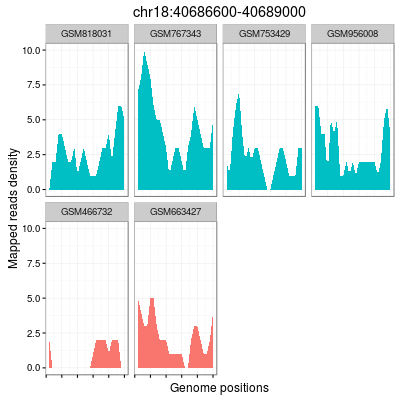 chr18:40686600-40689000
GSM818031 GSM767343 GSM753429 GSM956008
10.0
7.5
5.0
2.5
0.0
GSM466732 GSM663427
10.0
7.5
5.0
2.5
0.0
Mapped reads density
Genome positions